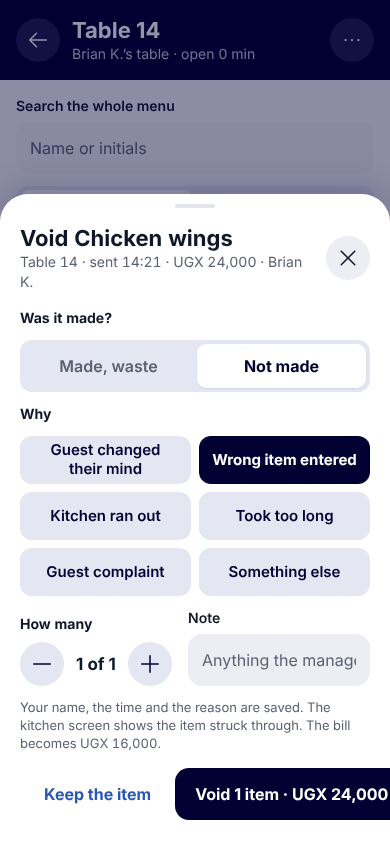 Table 14
Brian K.'s table · open 0 min
Search the whole menu
Name or initials
Void Chicken wings
Table 14 · sent 14:21 · UGX 24,000 · Brian
K.
Was it made?
Made, waste
Not made
Why
Guest changed
their mind
Wrong item entered
Kitchen ran out
Took too long
Guest complaint
Something else
How many
Note
1 of 1
Anything the manage
Your name, the time and the reason are saved. The
kitchen screen shows the item struck through. The bill
becomes UGX 16,000.
Keep the item
Void 1 item · UGX 24,000